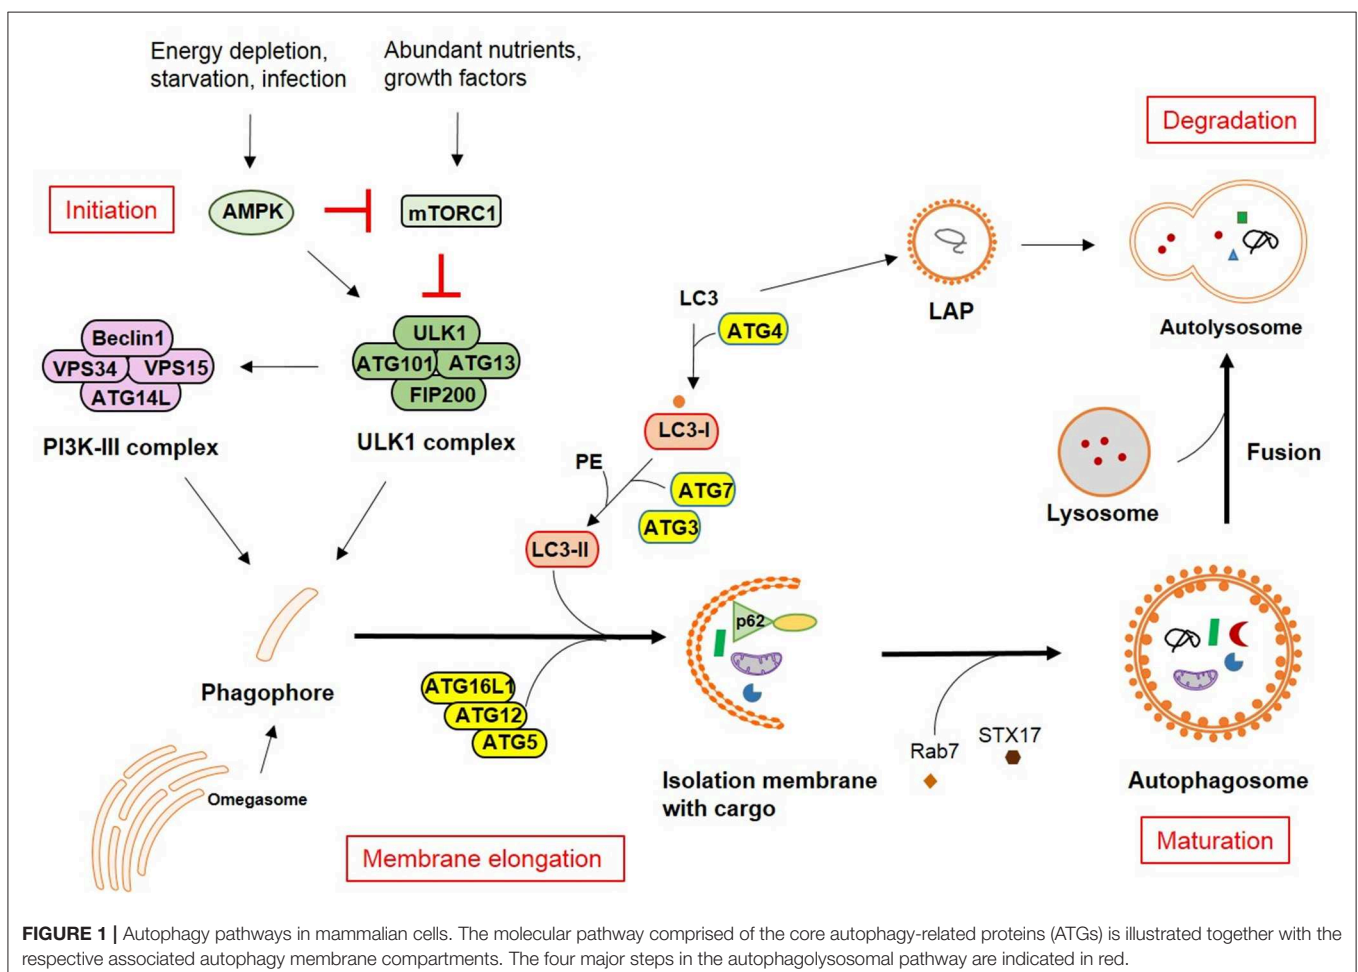 Energy depletion,
starvation, infection
Abundant nutrients,
growth factors
Degradation
Initiation
AMPK
mTORC1
LC3
ATG4
LAP
Autolysosome
Beclin1
VPS34
VPS15
ATG14L
PI3K-III complex
ULK1
ATG101
ATG13
FIP200
ULK1 complex
LC3-I
PE
ATG7
ATG3
LC3-II
Lysosome
Fusion
Phagophore
Omegasome
ATG16L1
ATG12
ATG5
p62
Isolation membrane
with cargo
Rab7
STX17
Autophagosome
Membrane elongation
Maturation
FIGURE 1 | Autophagy pathways in mammalian cells. The molecular pathway comprised of the core autophagy-related proteins (ATGs) is illustrated together with the
respective associated autophagy membrane compartments. The four major steps in the autophagolysosomal pathway are indicated in red.